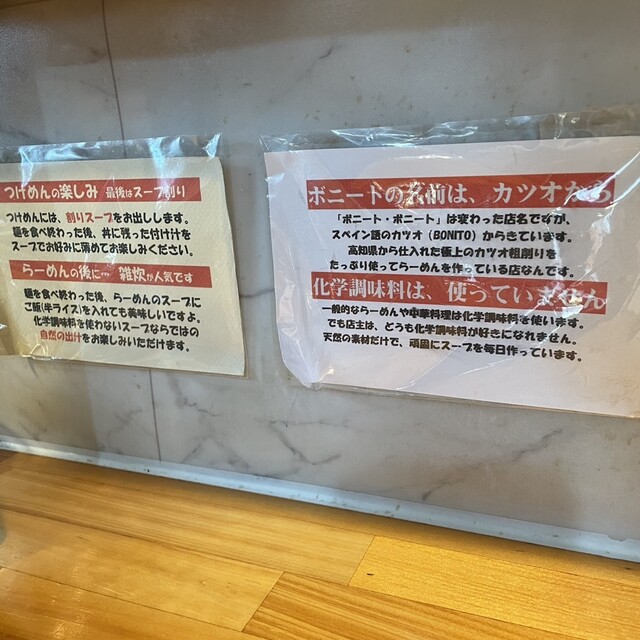 つけめんの楽しみ 最後はスープ割り
つけめんには、割りスープをお出しします。
麺を食べ終わった後、丼に残った付け汁を
スープでお好みに薄めてお楽しみください。
らーめんの後に… 雑炊が人気です
麺を食べ終わった後、らーめんのスープに
ご飯(半ライス)を入れても美味しいですよ。
化学調味料を使わないスープならではの
自然の出汁をお楽しみいただけます。
ボニートの名前は、カツオから
「ボニート・ボニート」は変わった店名ですが、
スペイン語のカツオ(BONITO)からきています。
高知県から仕入れた極上のカツオ粗削りを
たっぷり使ってらーめんを作っている店なんです。
化学調味料は、使っていません
一般的ならーめんや中華料理は化学調味料を使います。
でも店主は、どうも化学調味料が好きになれません。
天然の素材だけで、頑固にスープを毎日作っています。